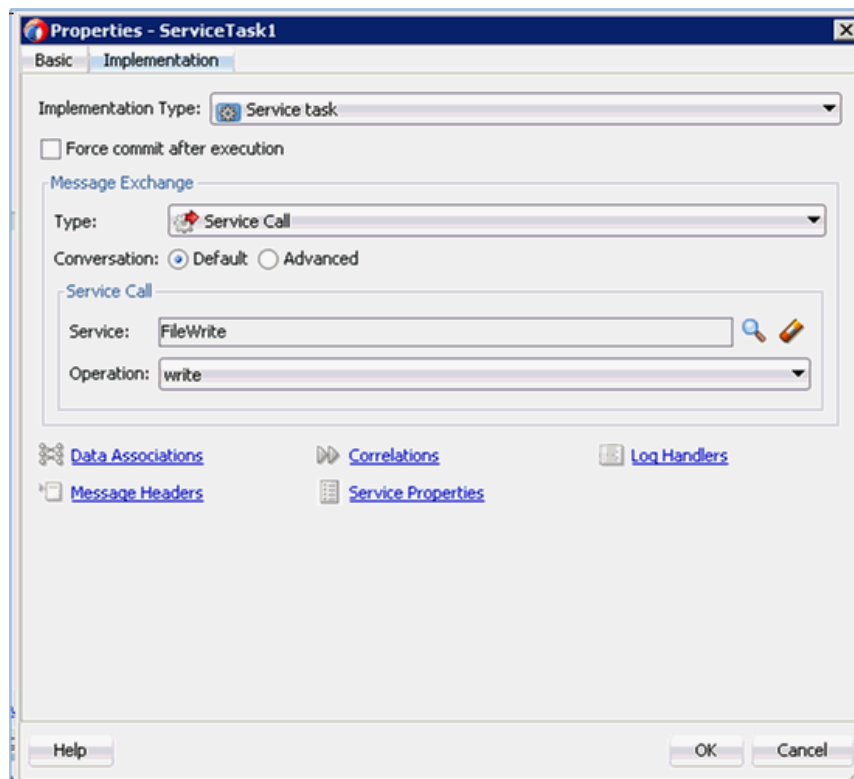 Properties - ServiceTask1
Basic Implementation
Implementation Type: Service task
Force commit after execution
Message Exchange
Type: Service Call
Conversation: Default Advanced
Service Call
Service: FileWrite
Operation: write
Data Associations Correlations Log Handlers
Message Headers Service Properties
Help OK Cancel